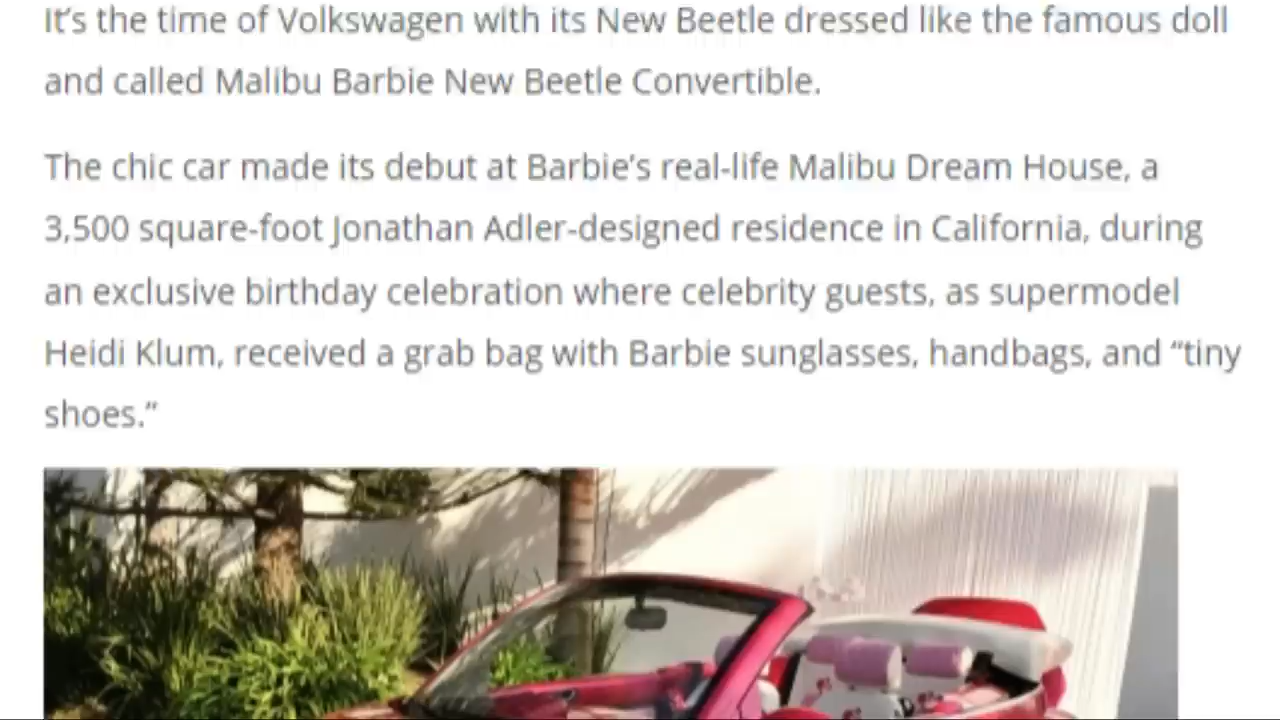 It’s the time of Volkswagen with its New Beetle dressed like the famous doll
and called Malibu Barbie New Beetle Convertible.
The chic car made its debut at Barbie’s real-life Malibu Dream House, a
3,500 square-foot Jonathan Adler-designed residence in California, during
an exclusive birthday celebration where celebrity guests, as supermodel
Heidi Klum, received a grab bag with Barbie sunglasses, handbags, and “tiny
shoes.”